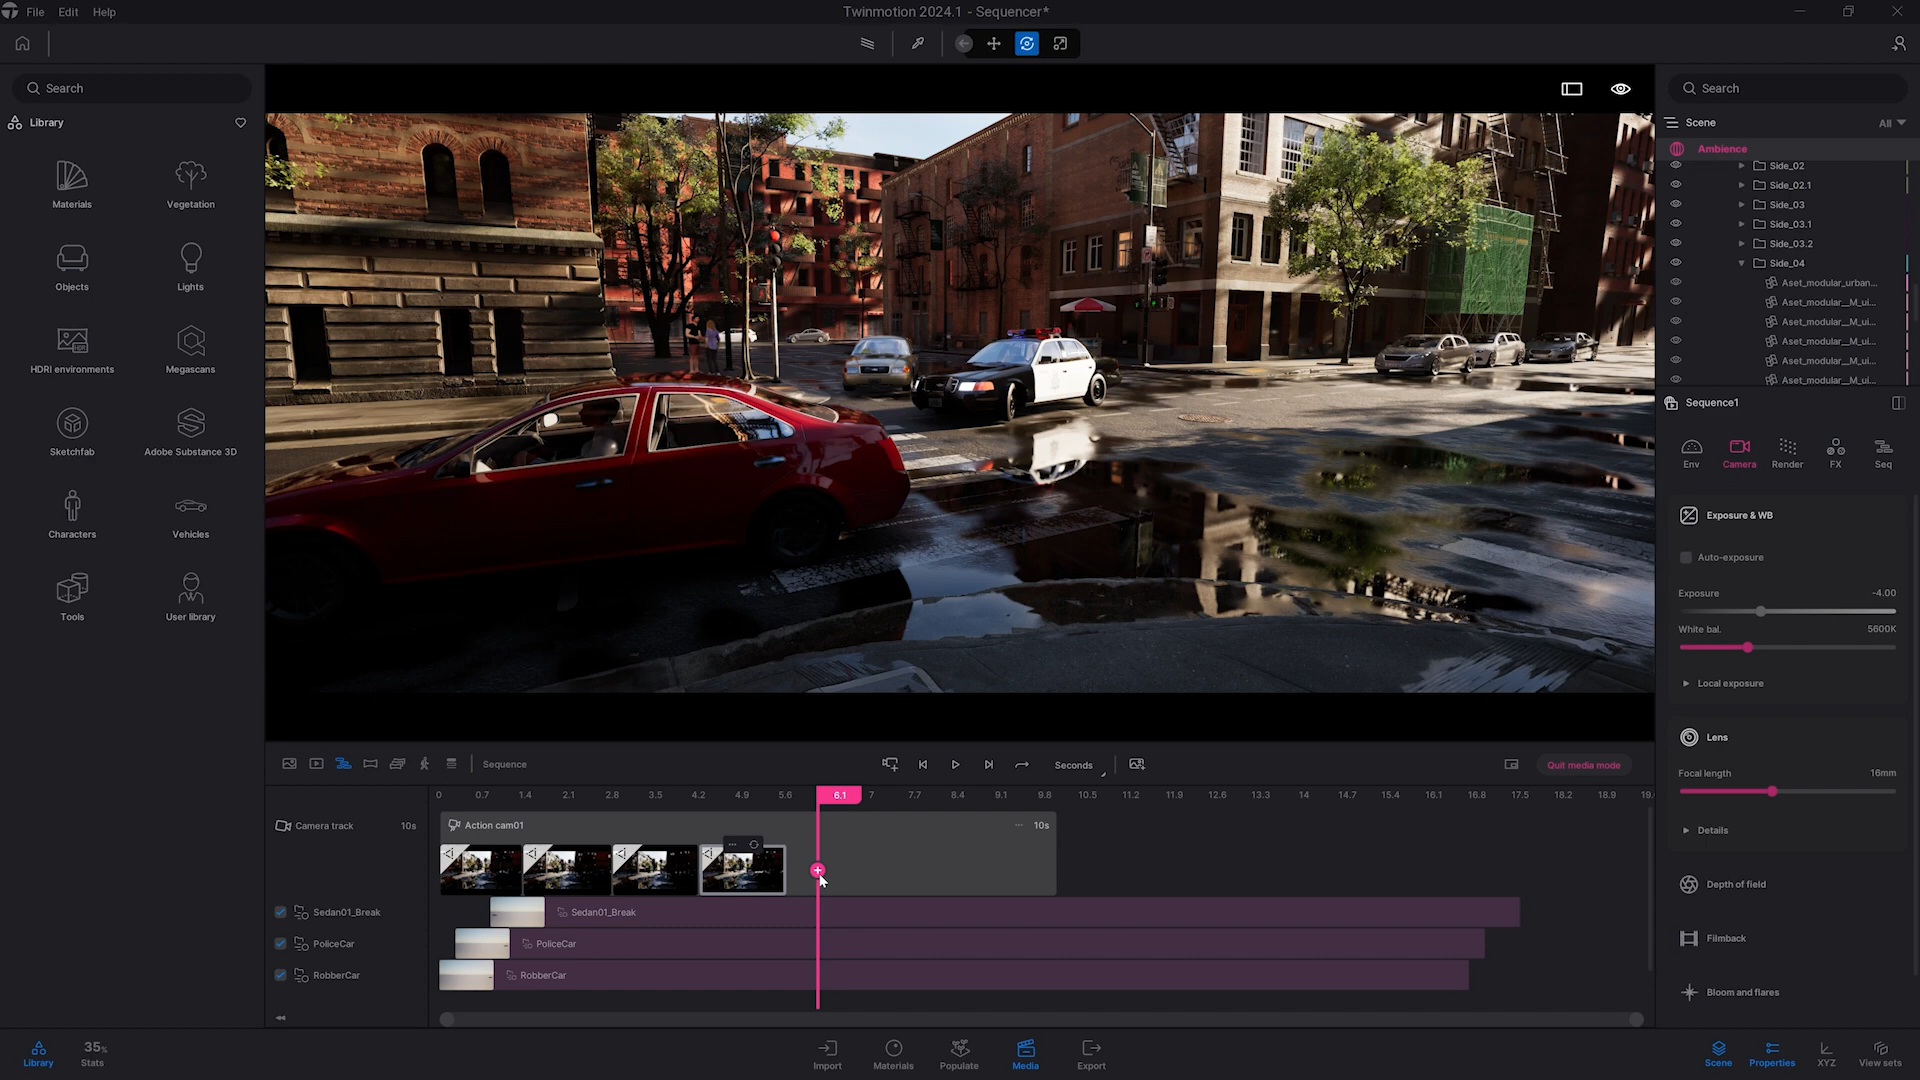 File Edit Help
Twinmotion 2024.1 - Sequencer*
Search
Library
Materials
Vegetation
Objects
Lights
HDRI environments
Megascans
Sketchfab
Adobe Substance 3D
Characters
Vehicles
Tools
User library
Search
Scene
All
Ambience
Side_02
Side_02.1
Side_03
Side_03.1
Side_03.2
Side_04
Aset_modular_urban...
Aset_modular__M_ui...
Aset_modular__M_ui...
Aset_modular__M_ui...
Aset_modular__M_ui...
Aset_modular__M_ui...
Sequence1
Env Camera Render FX Seq
Exposure & WB
Auto-exposure
Exposure -4.00
White bal. 5600K
Local exposure
Lens
Focal length 16mm
Details
Depth of field
Filmback
Bloom and flares
Sequence
Seconds
Quit media mode
0 0.7 1.4 2.1 2.8 3.5 4.2 4.9 5.6 6.1 7 7.7 8.4 9.1 9.8 10.5 11.2 11.9 12.6 13.3 14 14.7 15.4 16.1 16.8 17.5 18.2 18.9 19.
Camera track 10s
Action cam01 ... 10s
Sedan01_Break
Sedan01_Break
PoliceCar
PoliceCar
RobberCar
RobberCar
Library
35%
Stats
Import
Materials
Populate
Media
Export
Scene
Properties
XYZ
View sets